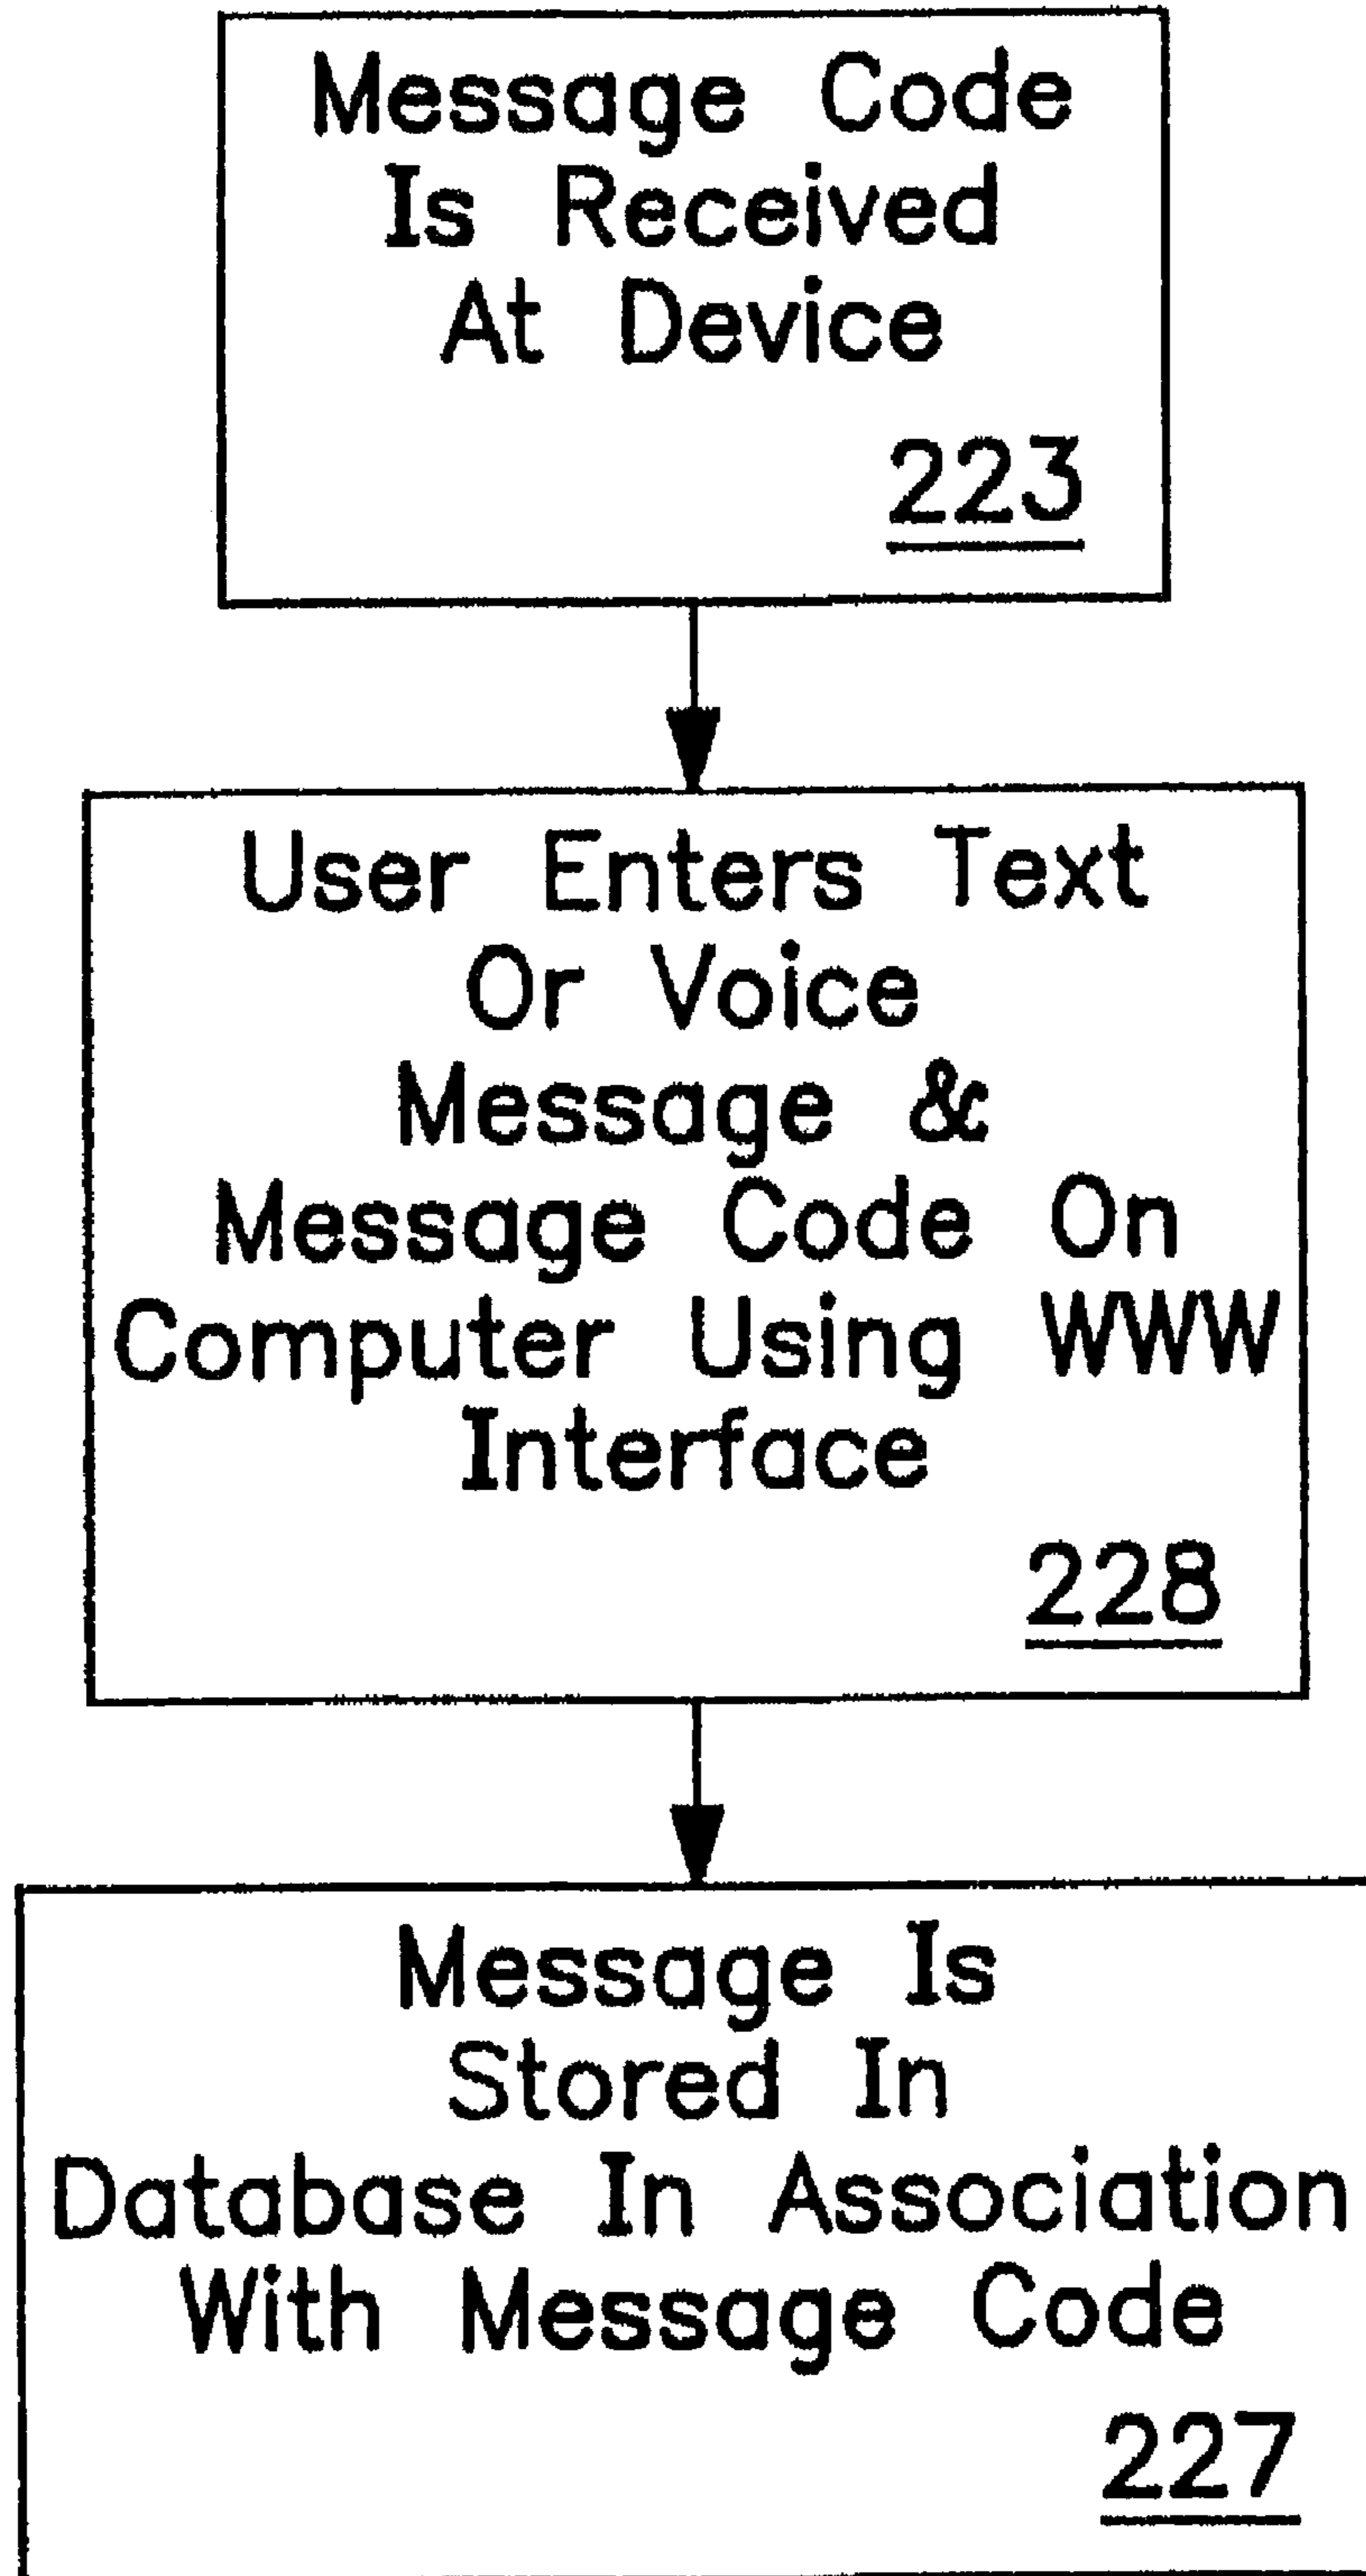 Message Code
Is Received
At Device
223
User Enters Text
Or Voice
Message &
Message Code On
Computer Using WWW
Interface
228
Message Is
Stored In
Database In Association
With Message Code
227